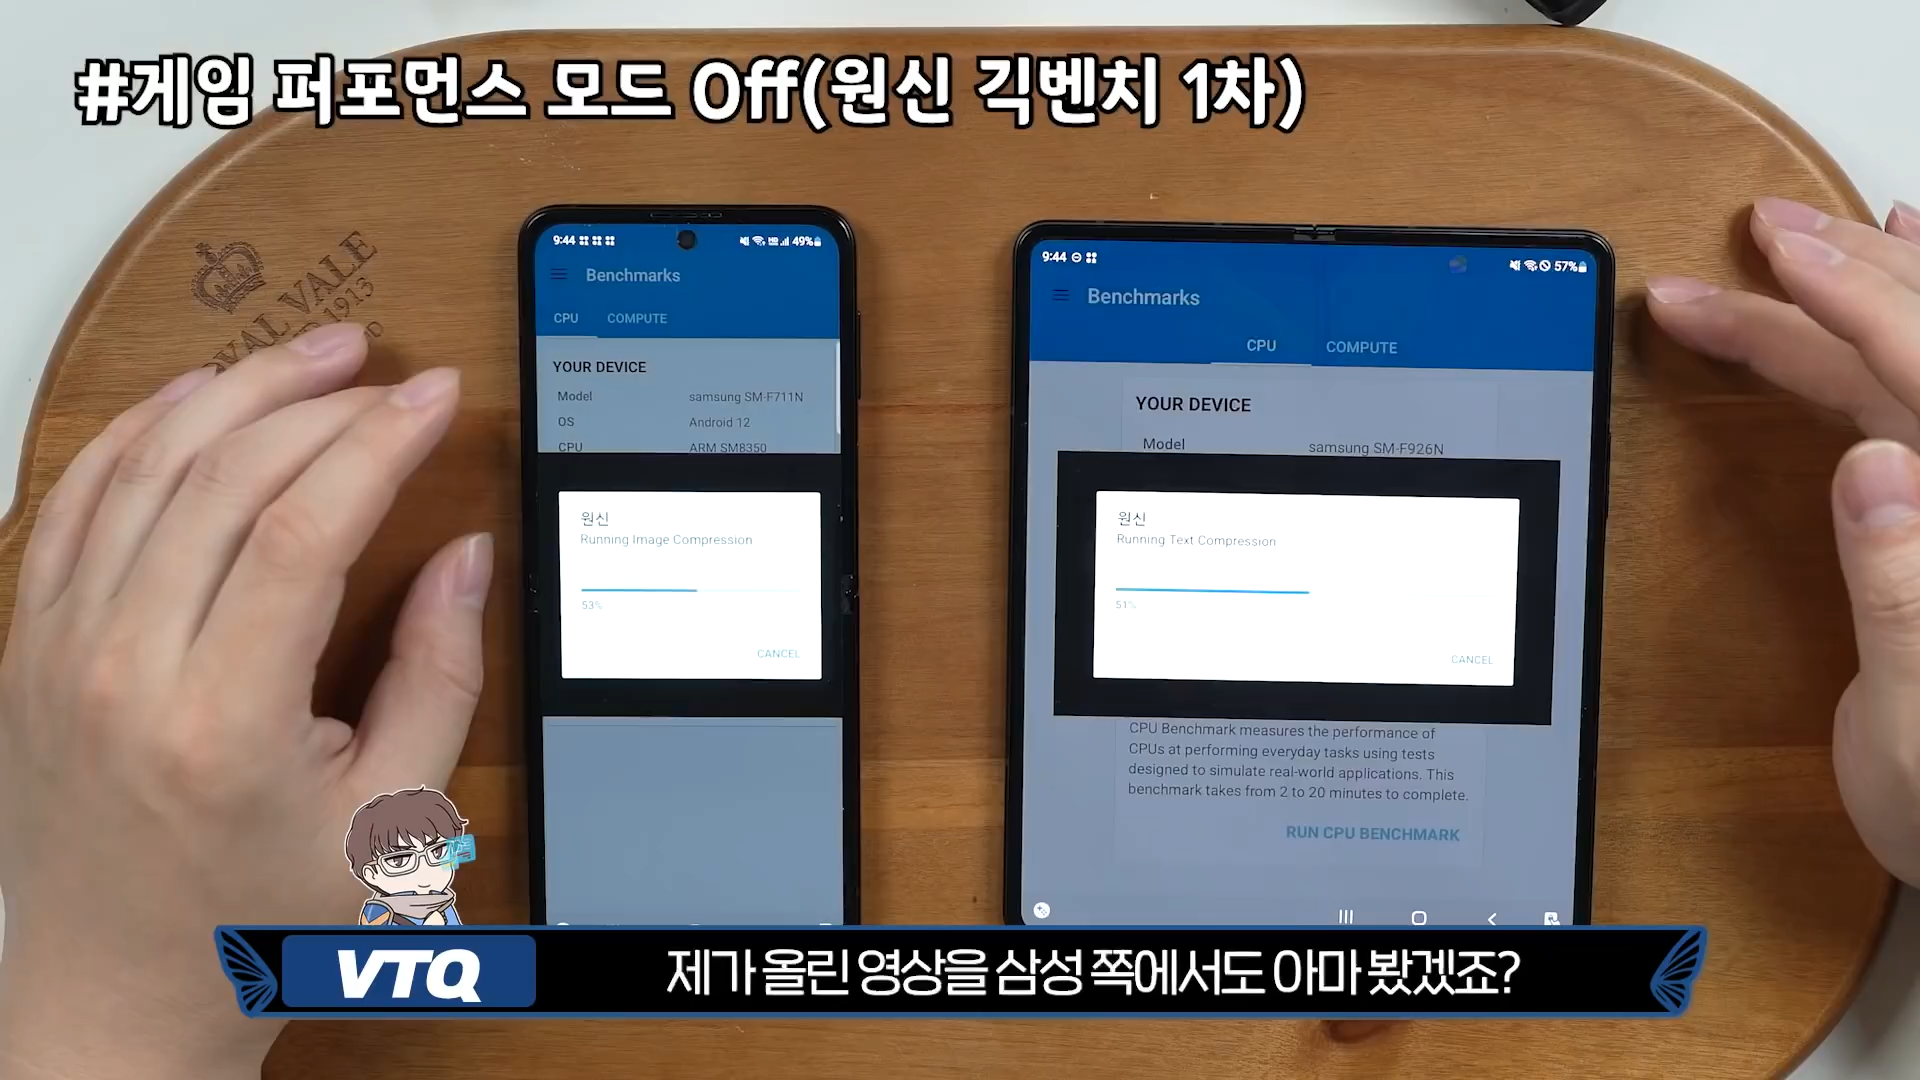 #게임 퍼포먼스 모드 Off(원신 긱벤치 1차)
ROYAL VALE
1913
9:44
49%
Benchmarks
CPU COMPUTE
YOUR DEVICE
Model samsung SM-F711N
OS Android 12
CPU ARM SM8350
원신
Running Image Compression
53%
CANCEL
9:44
57%
Benchmarks
CPU COMPUTE
YOUR DEVICE
Model samsung SM-F926N
원신
Running Text Compression
51%
CANCEL
CPU Benchmark measures the performance of
CPUs at performing everyday tasks using tests
designed to simulate real-world applications. This
benchmark takes from 2 to 20 minutes to complete.
RUN CPU BENCHMARK
VTQ
제가 올린 영상을 삼성 쪽에서도 아마 봤겠죠?